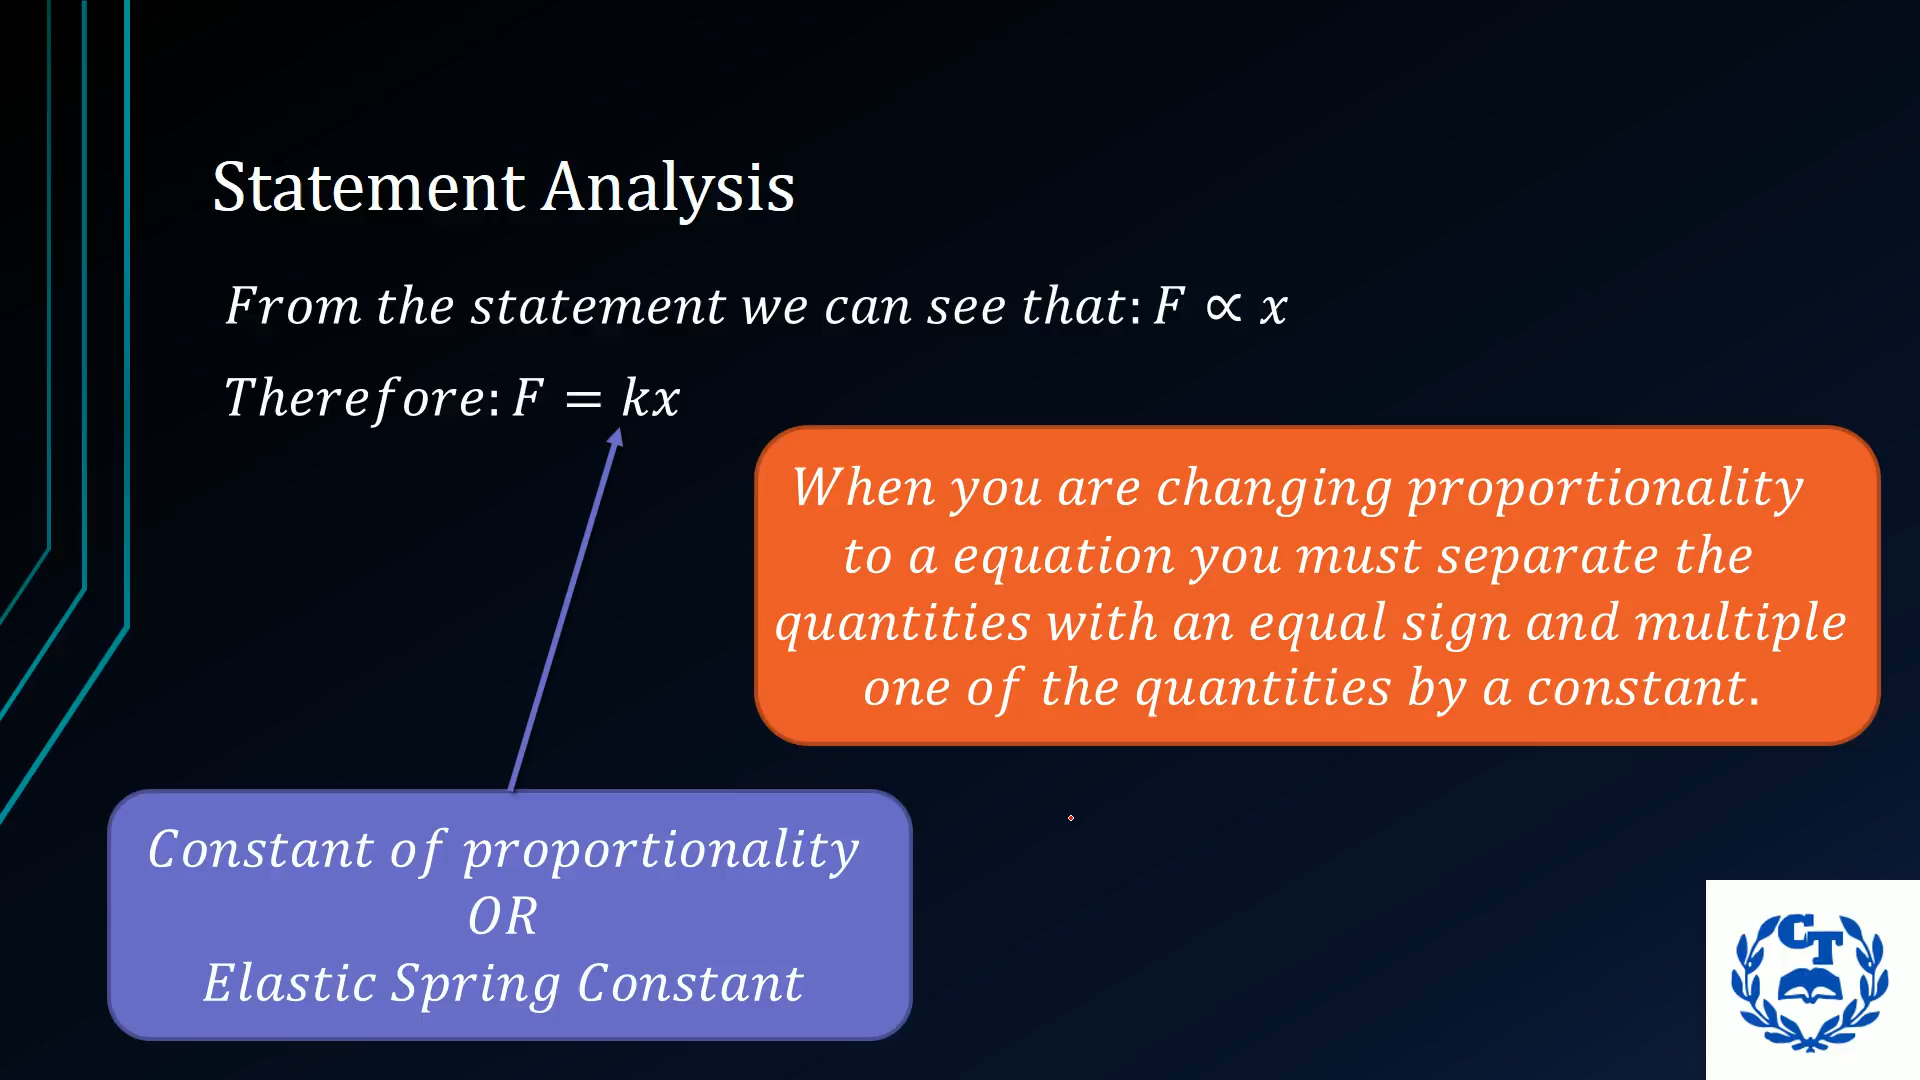 Statement Analysis
From the statement we can see that: F ∝ x
Therefore: F = kx
When you are changing proportionality
to a equation you must separate the
quantities with an equal sign and multiple
one of the quantities by a constant.
Constant of proportionality
OR
Elastic Spring Constant
CT